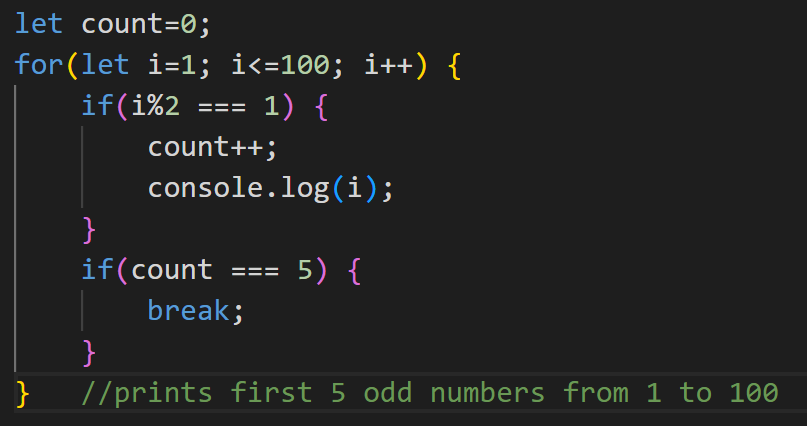 let count=0;
for(let i=1; i<=100; i++) {
    if(i%2 === 1) {
        count++;
        console.log(i);
    }
    if(count === 5) {
        break;
    }
}   //prints first 5 odd numbers from 1 to 100